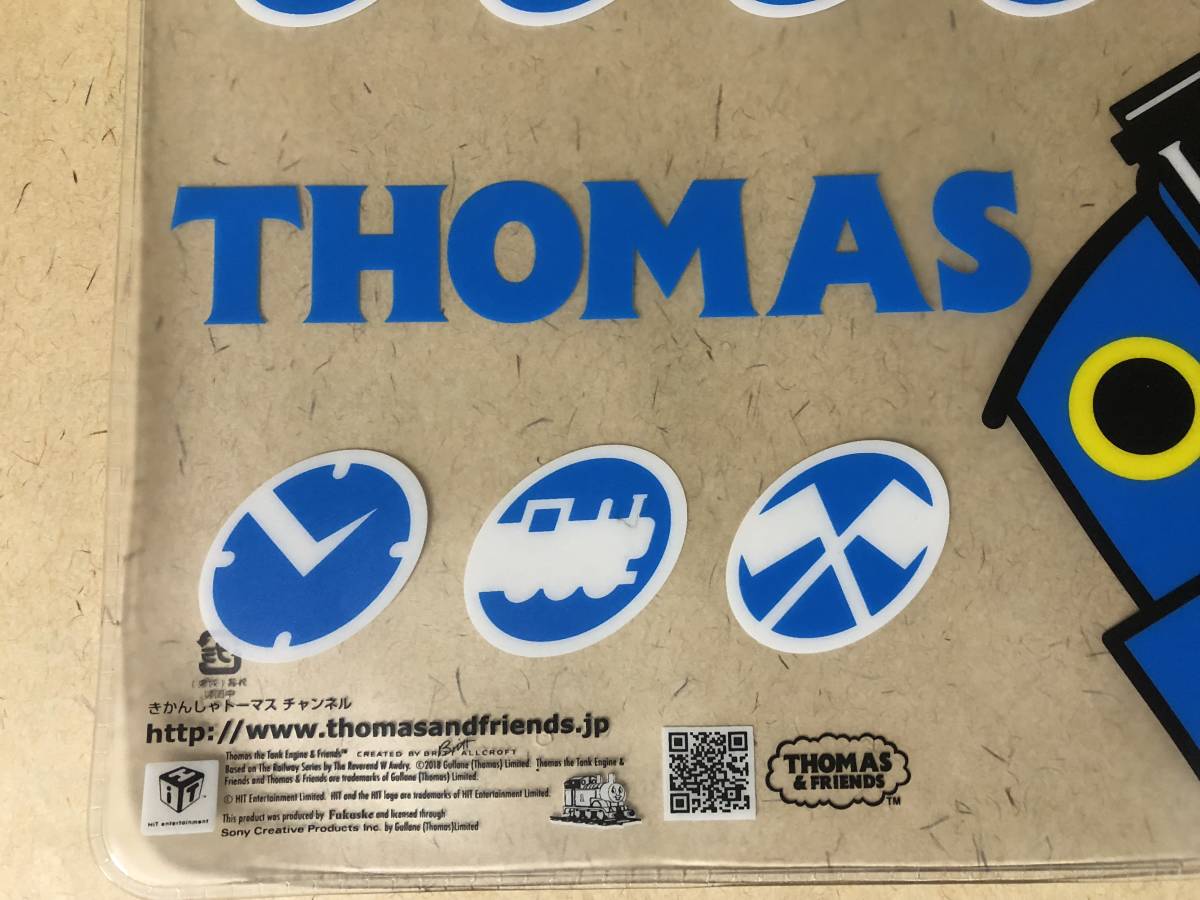 THOMAS
きかんしゃトーマス チャンネル
http://www.thomasandfriends.jp
Thomas the Tank Engine & Friends™ CREATED BY BRITT ALLCROFT
Based on The Railway Series by The Reverend W Awdry. ©2018 Gullane (Thomas) Limited. Thomas the Tank Engine &
Friends and Thomas & Friends are trademarks of Gullane (Thomas) Limited.
© HIT Entertainment Limited. HIT and the HIT logo are trademarks of HIT Entertainment Limited.
This product was produced by Fukuske and licensed through
Sony Creative Products Inc. by Gullane (Thomas)Limited
HiT
HiT entertainment
THOMAS
& FRIENDS
TM